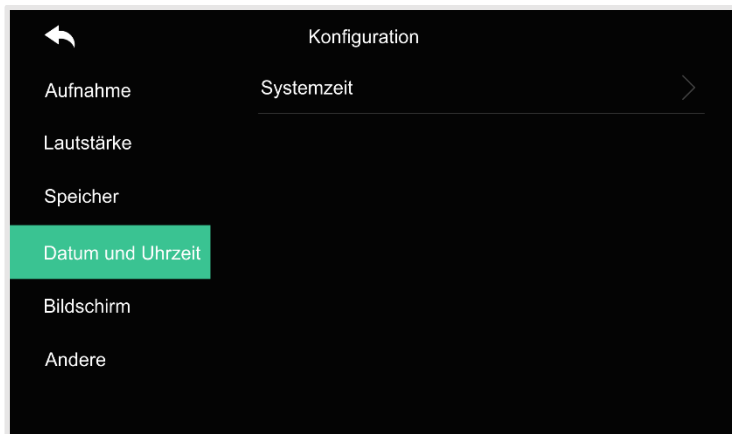 Konfiguration
Aufnahme
Systemzeit
Lautstärke
Speicher
Datum und Uhrzeit
Bildschirm
Andere